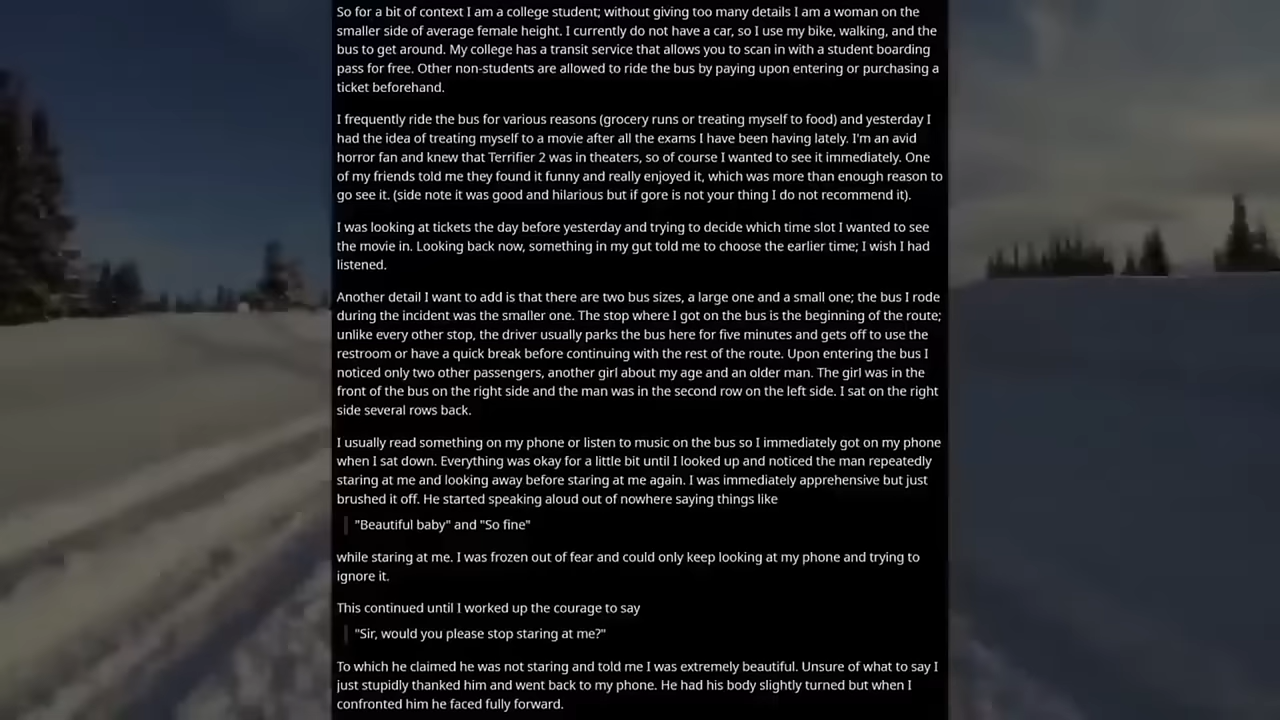 So for a bit of context I am a college student; without giving too many details I am a woman on the
smaller side of average female height. I currently do not have a car, so I use my bike, walking, and the
bus to get around. My college has a transit service that allows you to scan in with a student boarding
pass for free. Other non-students are allowed to ride the bus by paying upon entering or purchasing a
ticket beforehand.
I frequently ride the bus for various reasons (grocery runs or treating myself to food) and yesterday I
had the idea of treating myself to a movie after all the exams I have been having lately. I'm an avid
horror fan and knew that Terrifier 2 was in theaters, so of course I wanted to see it immediately. One
of my friends told me they found it funny and really enjoyed it, which was more than enough reason to
go see it. (side note it was good and hilarious but if gore is not your thing I do not recommend it).
I was looking at tickets the day before yesterday and trying to decide which time slot I wanted to see
the movie in. Looking back now, something in my gut told me to choose the earlier time; I wish I had
listened.
Another detail I want to add is that there are two bus sizes, a large one and a small one; the bus I rode
during the incident was the smaller one. The stop where I got on the bus is the beginning of the route;
unlike every other stop, the driver usually parks the bus here for five minutes and gets off to use the
restroom or have a quick break before continuing with the rest of the route. Upon entering the bus I
noticed only two other passengers, another girl about my age and an older man. The girl was in the
front of the bus on the right side and the man was in the second row on the left side. I sat on the right
side several rows back.
I usually read something on my phone or listen to music on the bus so I immediately got on my phone
when I sat down. Everything was okay for a little bit until I looked up and noticed the man repeatedly
staring at me and looking away before staring at me again. I was immediately apprehensive but just
brushed it off. He started speaking aloud out of nowhere saying things like
"Beautiful baby" and "So fine"
while staring at me. I was frozen out of fear and could only keep looking at my phone and trying to
ignore it.
This continued until I worked up the courage to say
"Sir, would you please stop staring at me?"
To which he claimed he was not staring and told me I was extremely beautiful. Unsure of what to say I
just stupidly thanked him and went back to my phone. He had his body slightly turned but when I
confronted him he faced fully forward.